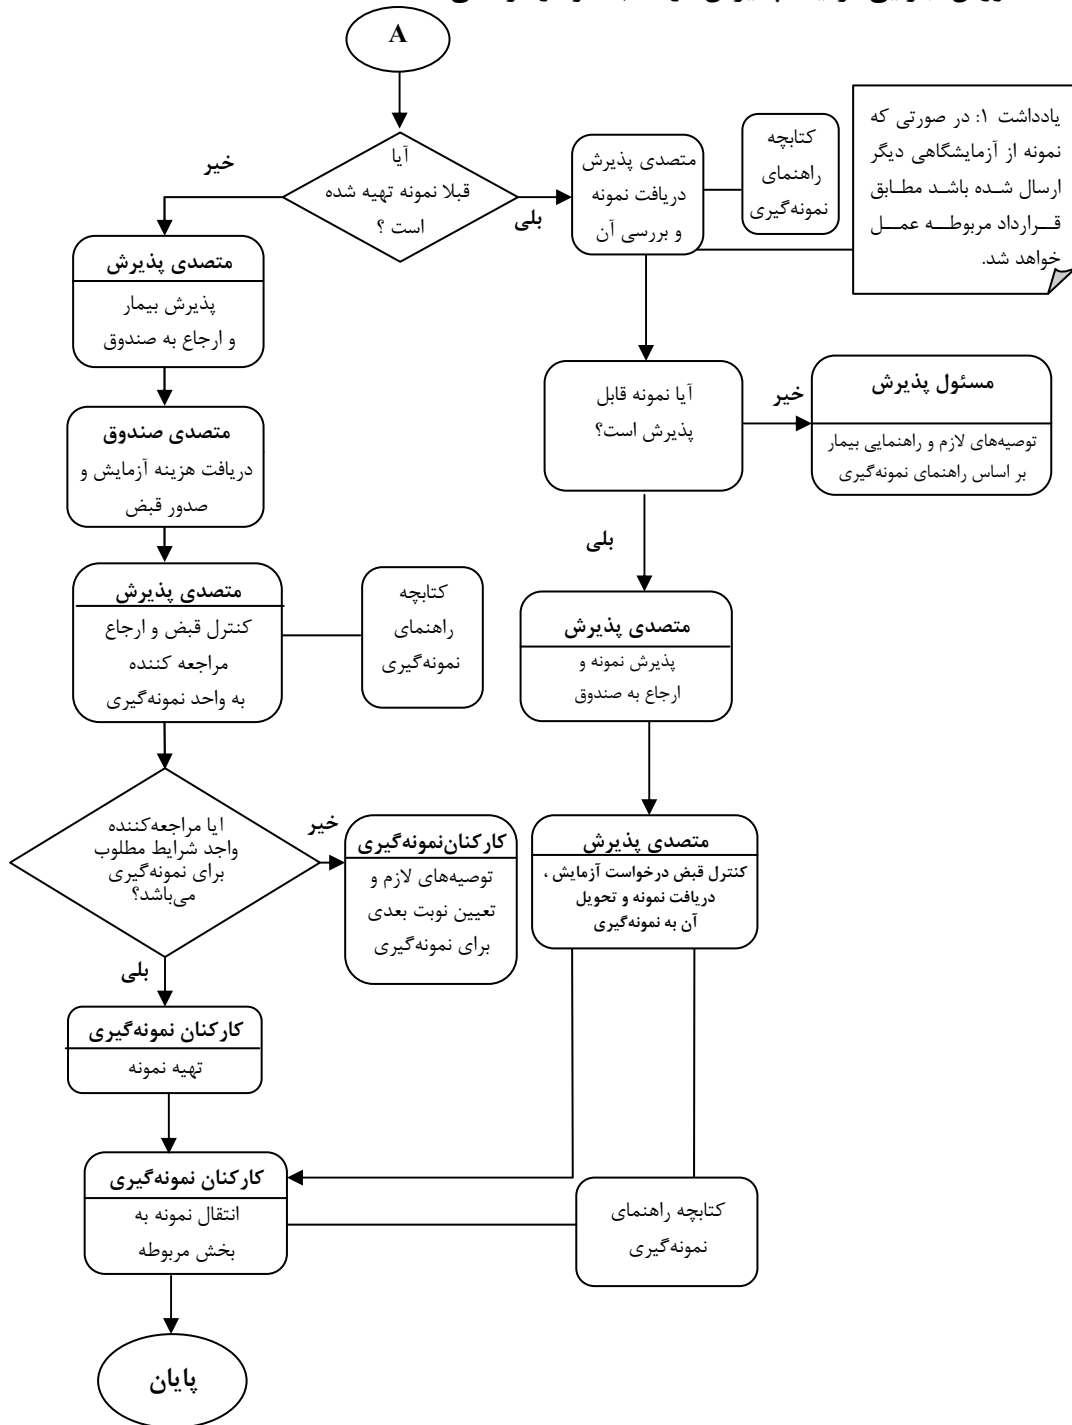 A
آیا
قبلا نمونه تهیه شده
است ؟
خیر
بلی
متصدی پذیرش
دریافت نمونه
و بررسی آن
کتابچه
راهنمای
نمونه‌گیری
یادداشت ۱: در صورتی که
نمونه از آزمایشگاهی دیگر
ارسال شده باشد مطابق
قرارداد مربوطه عمل
خواهد شد.
متصدی پذیرش
پذیرش بیمار
و ارجاع به صندوق
آیا نمونه قابل
پذیرش است؟
خیر
مسئول پذیرش
توصیه‌های لازم و راهنمایی بیمار
بر اساس راهنمای نمونه‌گیری
متصدی صندوق
دریافت هزینه آزمایش و
صدور قبض
بلی
متصدی پذیرش
کنترل قبض و ارجاع
مراجعه کننده
به واحد نمونه‌گیری
کتابچه
راهنمای
نمونه‌گیری
متصدی پذیرش
پذیرش نمونه و
ارجاع به صندوق
ایا مراجعه‌کننده
واجد شرایط مطلوب
برای نمونه‌گیری
می‌باشد؟
خیر
کارکنان‌نمونه‌گیری
توصیه‌های لازم و
تعیین نوبت بعدی
برای نمونه‌گیری
متصدی پذیرش
کنترل قبض درخواست آزمایش ،
دریافت نمونه و تحویل
آن به نمونه‌گیری
بلی
کارکنان نمونه‌گیری
تهیه نمونه
کارکنان نمونه‌گیری
انتقال نمونه به
بخش مربوطه
کتابچه راهنمای
نمونه‌گیری
پایان